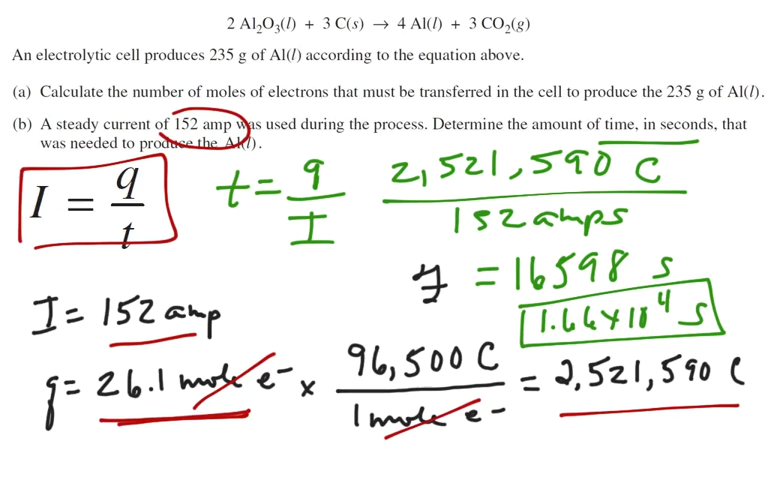 2 Al₂O₃(l) + 3 C(s) → 4 Al(l) + 3 CO₂(g)
An electrolytic cell produces 235 g of Al(l) according to the equation above.
(a) Calculate the number of moles of electrons that must be transferred in the cell to produce the 235 g of Al(l).
(b) A steady current of 152 amp was used during the process. Determine the amount of time, in seconds, that
was needed to produce the Al(l).
I = q/t
t = q/I
2,521,590 C / 152 amps
= 16598 s
1.66 x 10⁴ s
I = 152 amp
q = 26.1 mole e⁻ x 96,500 C / 1 mole e⁻ = 2,521,590 C